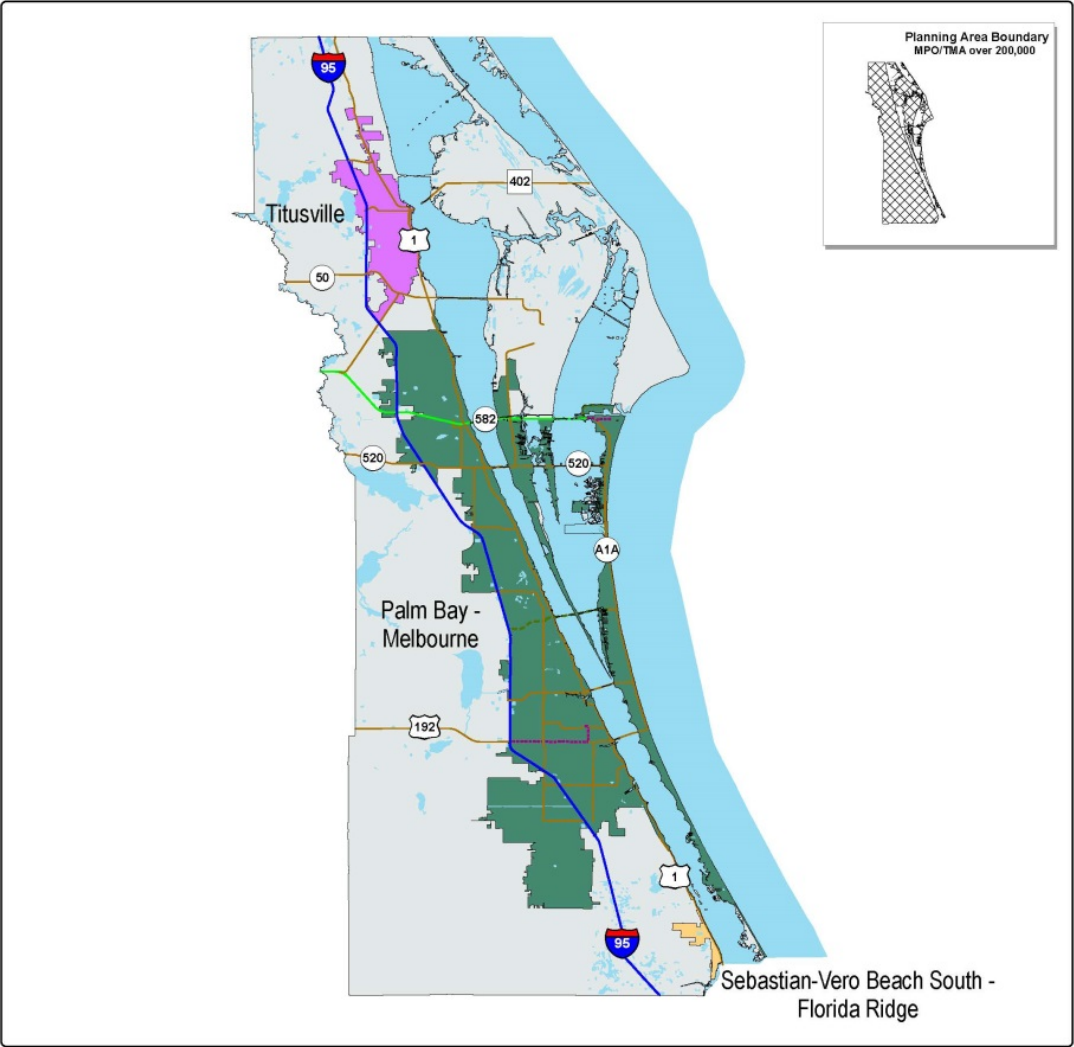 Planning Area Boundary
MPO/TMA over 200,000
95
402
Titusville
1
50
582
520
520
A1A
Palm Bay -
Melbourne
192
1
95
Sebastian-Vero Beach South -
Florida Ridge